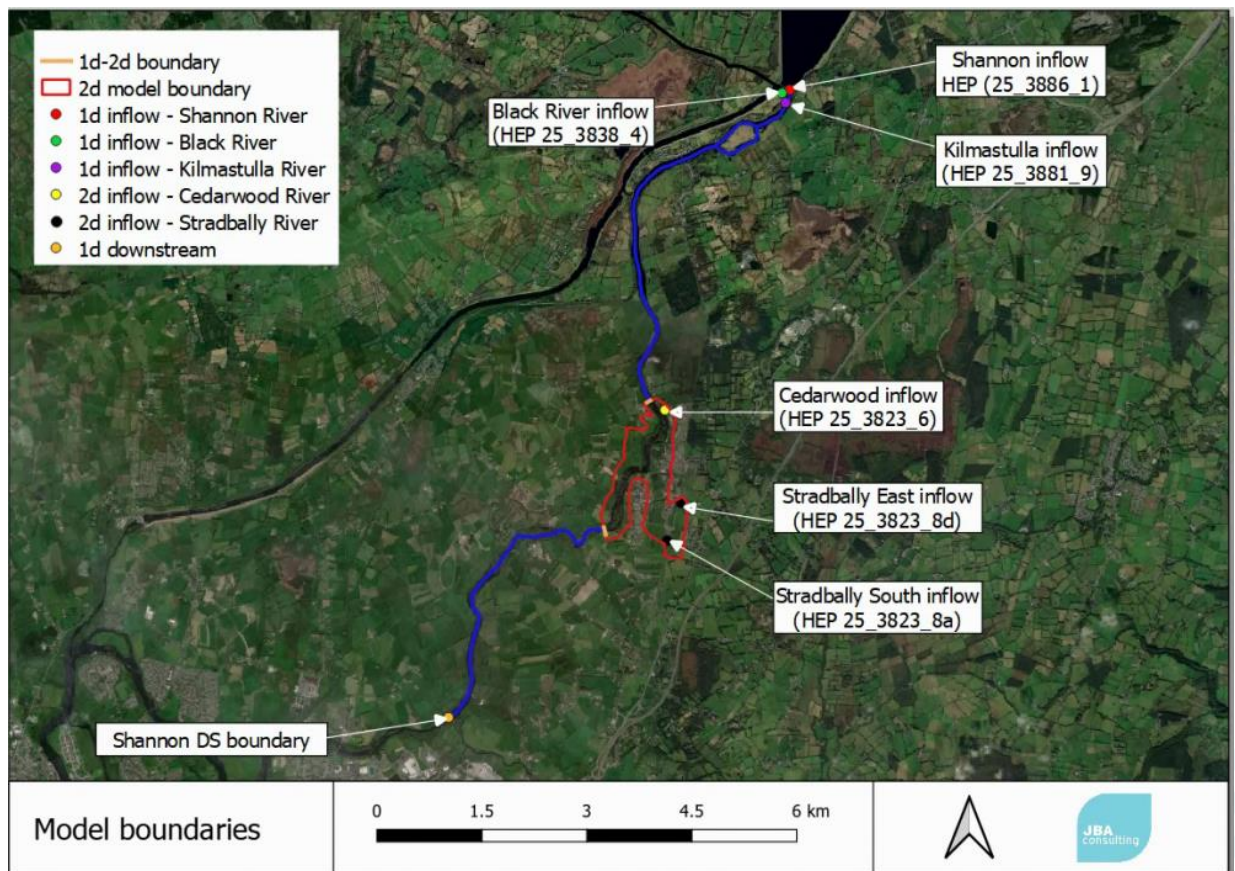 1d-2d boundary
2d model boundary
1d inflow - Shannon River
1d inflow - Black River
1d inflow - Kilmastulla River
2d inflow - Cedarwood River
2d inflow - Stradbally River
1d downstream
Shannon inflow
HEP (25_3886_1)
Black River inflow
(HEP 25_3838_4)
Kilmastulla inflow
(HEP 25_3881_9)
Cedarwood inflow
(HEP 25_3823_6)
Stradbally East inflow
(HEP 25_3823_8d)
Stradbally South inflow
(HEP 25_3823_8a)
Shannon DS boundary
Model boundaries
0 1.5 3 4.5 6 km
JBA
consulting